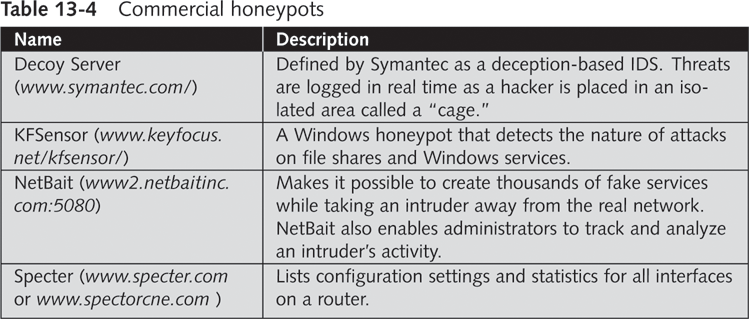 Table 13-4 Commercial honeypots
Name Description
Decoy Server
(www.symantec.com/)
Defined by Symantec as a deception-based IDS. Threats
are logged in real time as a hacker is placed in an iso-
lated area called a “cage.”
KFSensor (www.keyfocus.
net/kfsensor/)
A Windows honeypot that detects the nature of attacks
on file shares and Windows services.
NetBait (www2.netbaitinc.
com:5080)
Makes it possible to create thousands of fake services
while taking an intruder away from the real network.
NetBait also enables administrators to track and analyze
an intruder’s activity.
Specter (www.specter.com
or www.spectorcne.com )
Lists configuration settings and statistics for all interfaces
on a router.